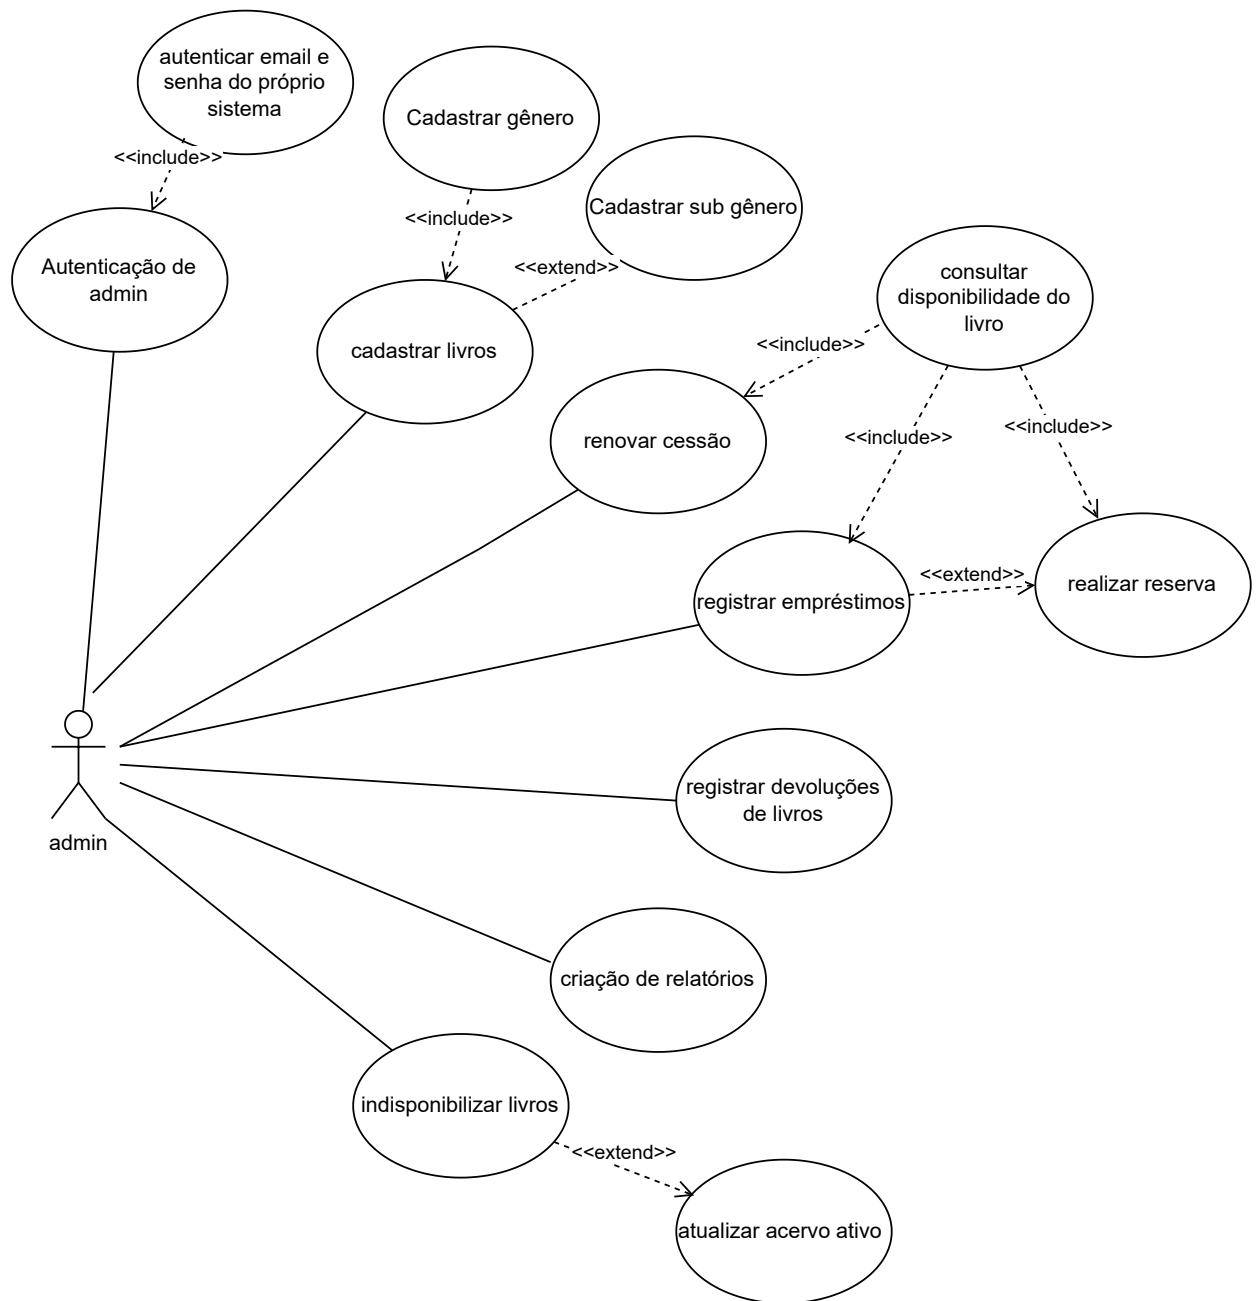 autenticar email e
senha do próprio
sistema
<<include>>
Autenticação de
admin
Cadastrar gênero
<<include>>
Cadastrar sub gênero
<<extend>>
cadastrar livros
consultar
disponibilidade do
livro
<<include>>
renovar cessão
<<include>>
<<include>>
registrar empréstimos
<<extend>>
realizar reserva
registrar devoluções
de livros
admin
criação de relatórios
indisponibilizar livros
<<extend>>
atualizar acervo ativo